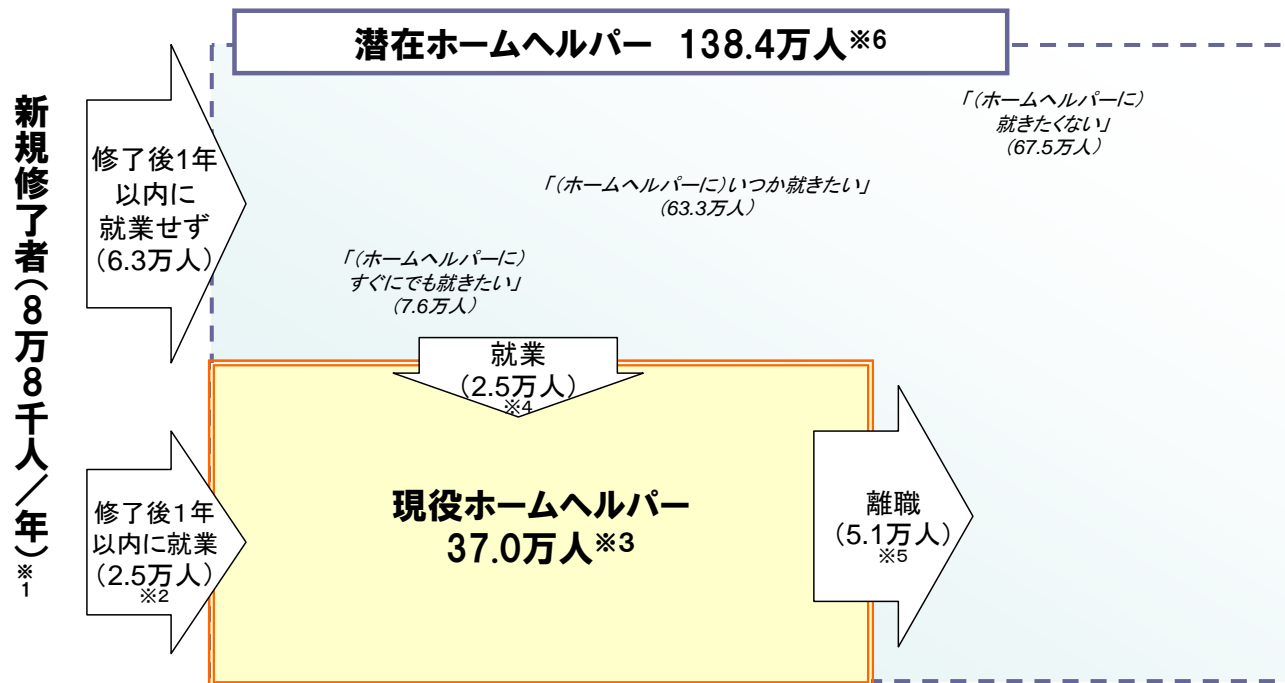 潜在ホームヘルパー 138.4万人※6
新規修了者(8万8千人/年)※1
修了後1年
以内に
就業せず
(6.3万人)
「(ホームヘルパーに)
就きたくない」
(67.5万人)
「(ホームヘルパーに)いつか就きたい」
(63.3万人)
「(ホームヘルパーに)
すぐにでも就きたい」
(7.6万人)
就業
(2.5万人)
※4
修了後1年
以内に就業
(2.5万人)
※2
現役ホームヘルパー
37.0万人※3
離職
(5.1万人)
※5